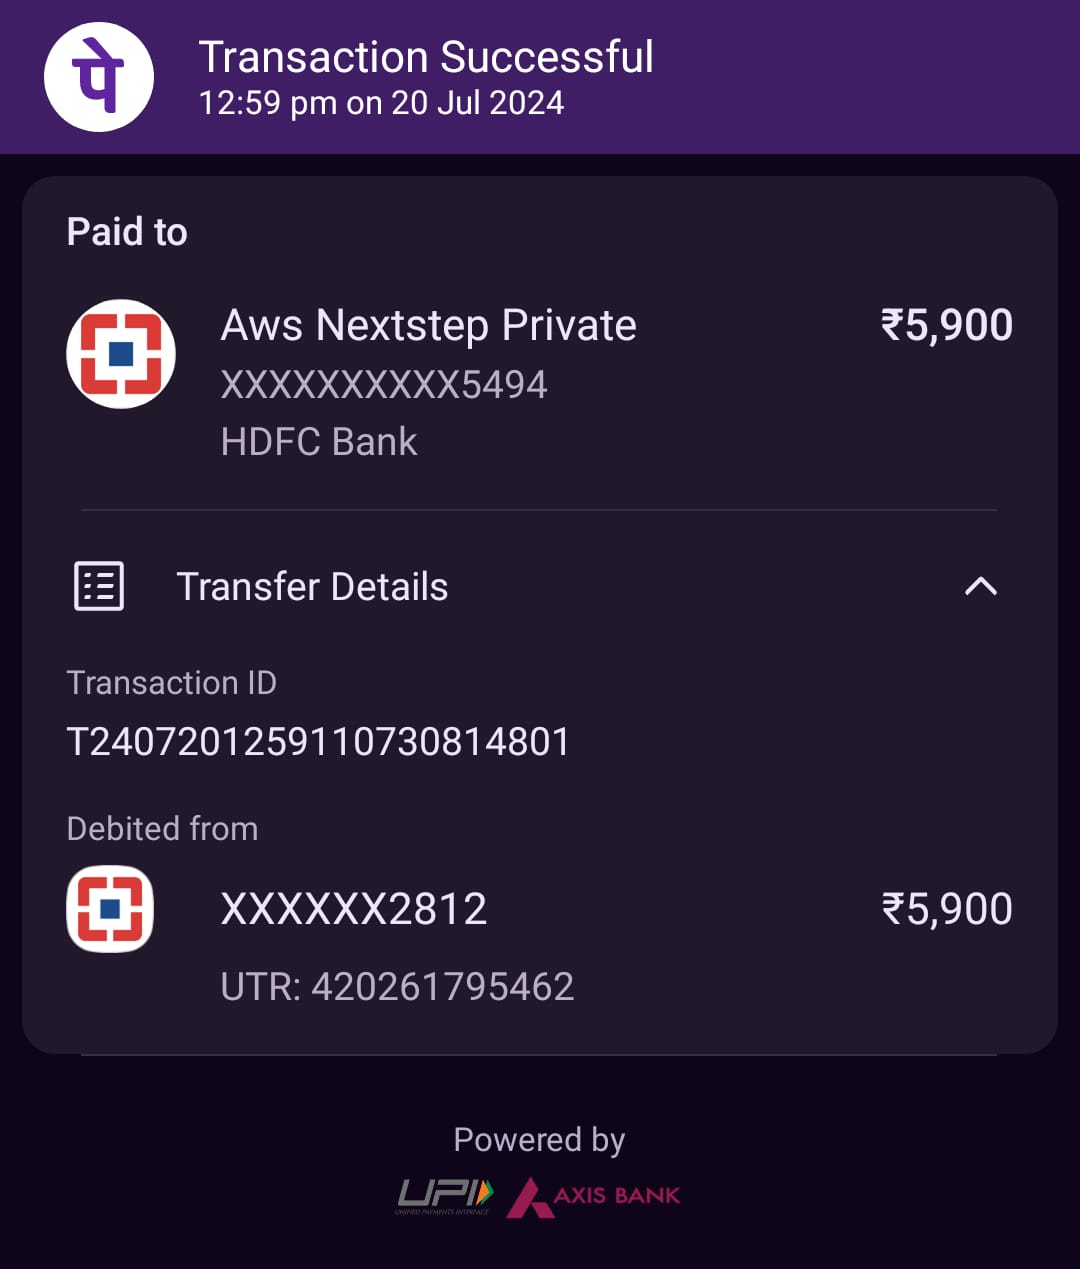 पे
Transaction Successful
12:59 pm on 20 Jul 2024
Paid to
Aws Nextstep Private ₹5,900
XXXXXXXXXX5494
HDFC Bank
Transfer Details
Transaction ID
T2407201259110730814801
Debited from
XXXXXX2812 ₹5,900
UTR: 420261795462
Powered by
UPI AXIS BANK
UNIFIED PAYMENTS INTERFACE